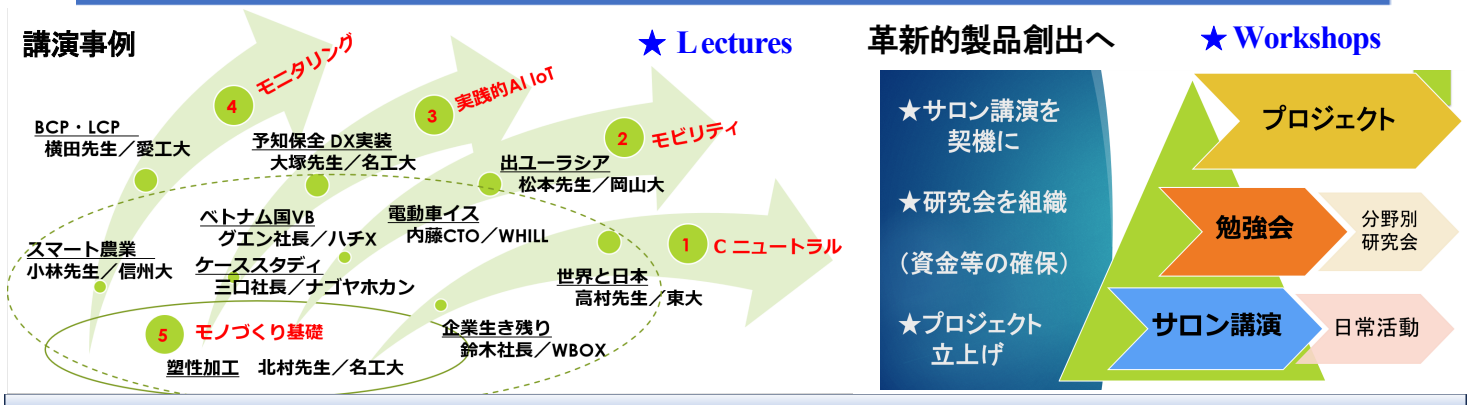 講演事例
★ Lectures
④ モニタリング
③ 実践的AI IoT
② モビリティ
BCP・LCP
横田先生／愛工大
予知保全 DX実装
大塚先生／名工大
出ユーラシア
松本先生／岡山大
ベトナム国VB
グエン社長／ハチX
電動車イス
内藤CTO／WHILL
① C ニュートラル
スマート農業
小林先生／信州大
ケーススタディ
三口社長／ナゴヤホカン
世界と日本
高村先生／東大
⑤ モノづくり基礎
企業生き残り
鈴木社長／WBOX
塑性加工 北村先生／名工大
革新的製品創出へ
★ Workshops
★サロン講演を
契機に
★研究会を組織
（資金等の確保）
★プロジェクト
立上げ
プロジェクト
勉強会
分野別
研究会
サロン講演
日常活動